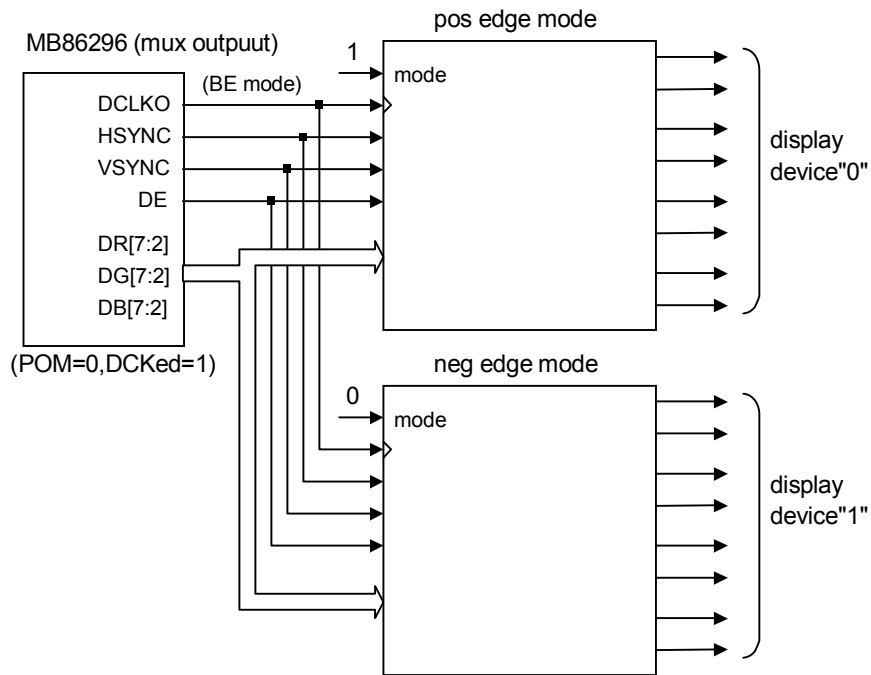 pos edge mode
MB86296 (mux outpuut)
1
mode
(BE mode)
DCLKO
HSYNC
VSYNC
DE
DR[7:2]
DG[7:2]
DB[7:2]
(POM=0,DCKed=1)
display
device"0"
neg edge mode
0
mode
display
device"1"